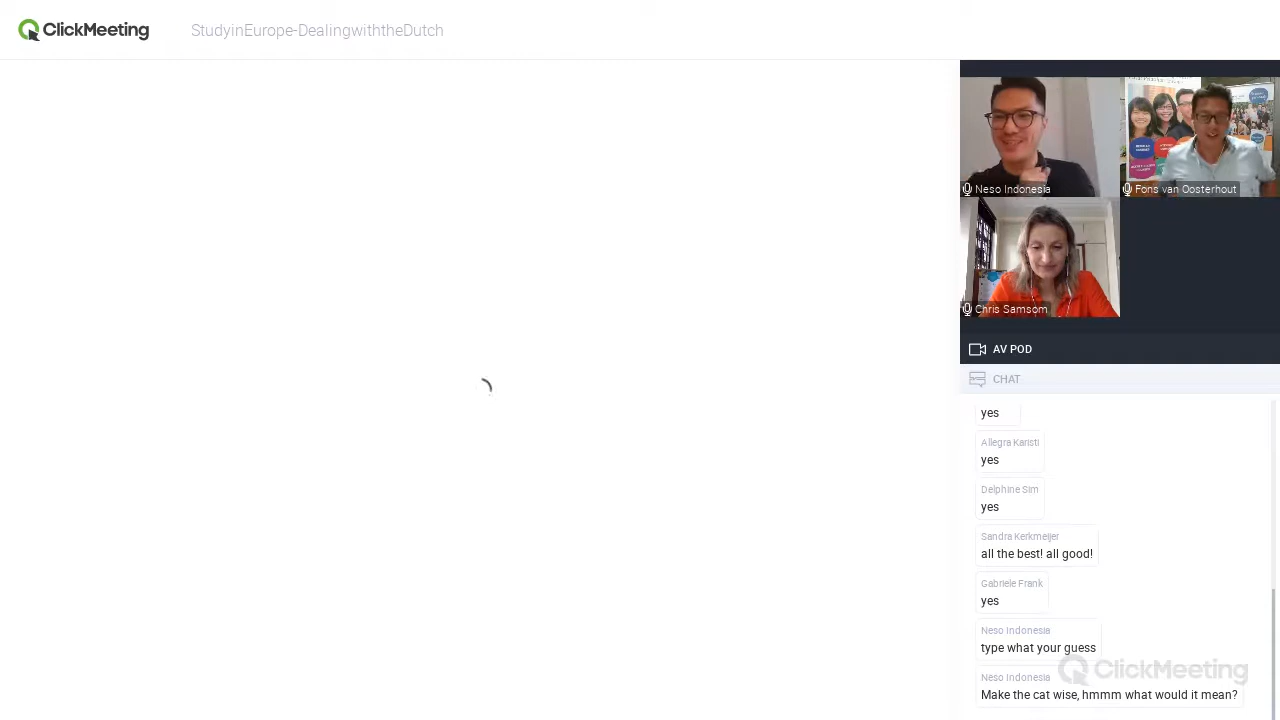 ClickMeeting
StudyinEurope-DealingwiththeDutch
Neso Indonesia
Fons van Oosterhout
Chris Samsom
AV POD
CHAT
yes
Allegra Karisti
yes
Delphine Sim
yes
Sandra Kerkmeijer
all the best! all good!
Gabriele Frank
yes
Neso Indonesia
type what your guess
Neso Indonesia
Make the cat wise, hmmm what would it mean?
ClickMeeting